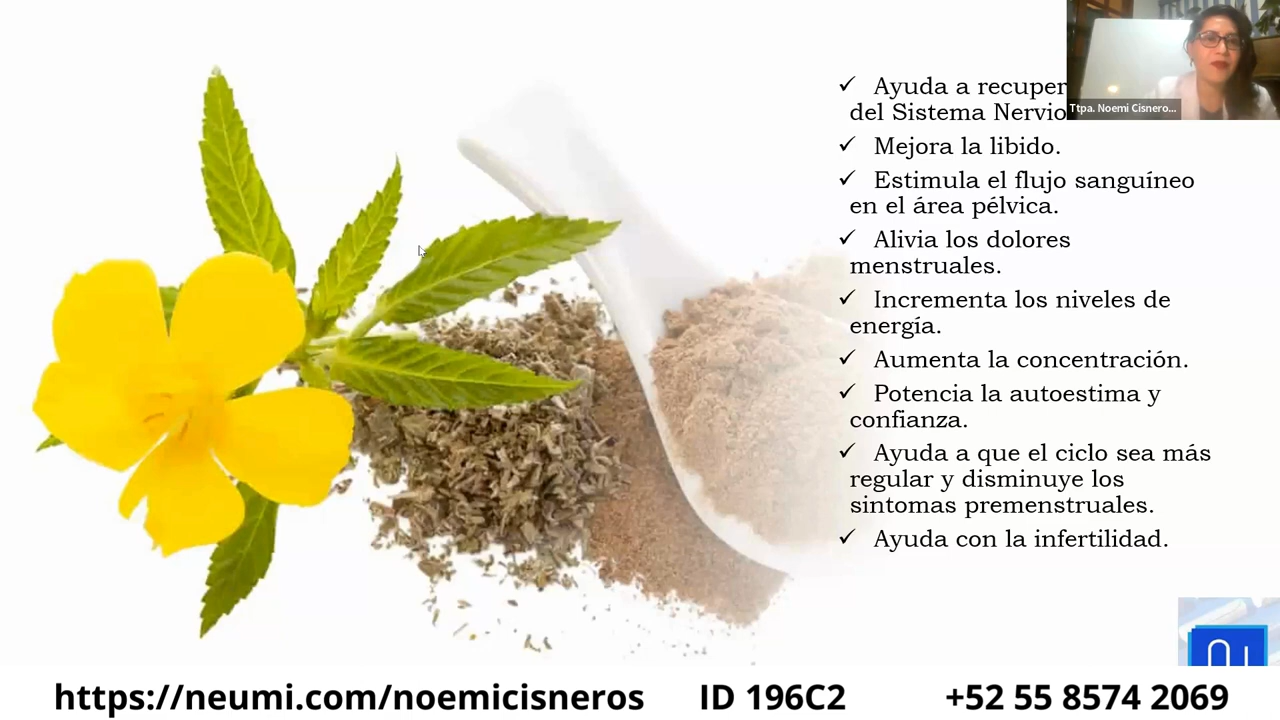 ✓ Ayuda a recuper
del Sistema Nervio
Ttpa. Noemi Cisnero...
✓ Mejora la libido.
✓ Estimula el flujo sanguíneo
en el área pélvica.
✓ Alivia los dolores
menstruales.
✓ Incrementa los niveles de
energía.
✓ Aumenta la concentración.
✓ Potencia la autoestima y
confianza.
✓ Ayuda a que el ciclo sea más
regular y disminuye los
sintomas premenstruales.
✓ Ayuda con la infertilidad.
https://neumi.com/noemicisneros ID 196C2 +52 55 8574 2069